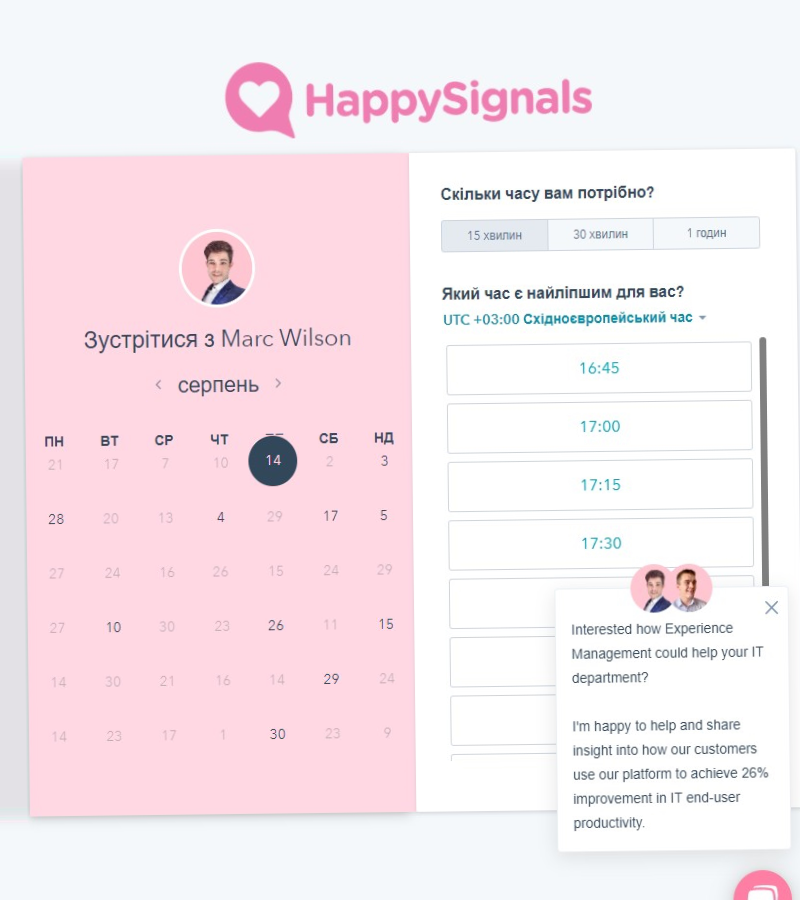 HappySignals
Зустрітися з Marc Wilson
серпень
ПН ВТ СР ЧТ СБ НД
21 17 7 10 14 2 3
28 20 13 4 29 17 5
27 24 16 26 15 24 29
27 10 30 23 26 11 15
14 30 21 16 14 29 24
14 23 17 1 30 23 9
Скільки часу вам потрібно?
15 хвилин 30 хвилин 1 годин
Який час є найліпшим для вас?
UTC +03:00 Східноєвропейський час
16:45
17:00
17:15
17:30
Interested how Experience
Management could help your IT
department?
I'm happy to help and share
insight into how our customers
use our platform to achieve 26%
improvement in IT end-user
productivity.